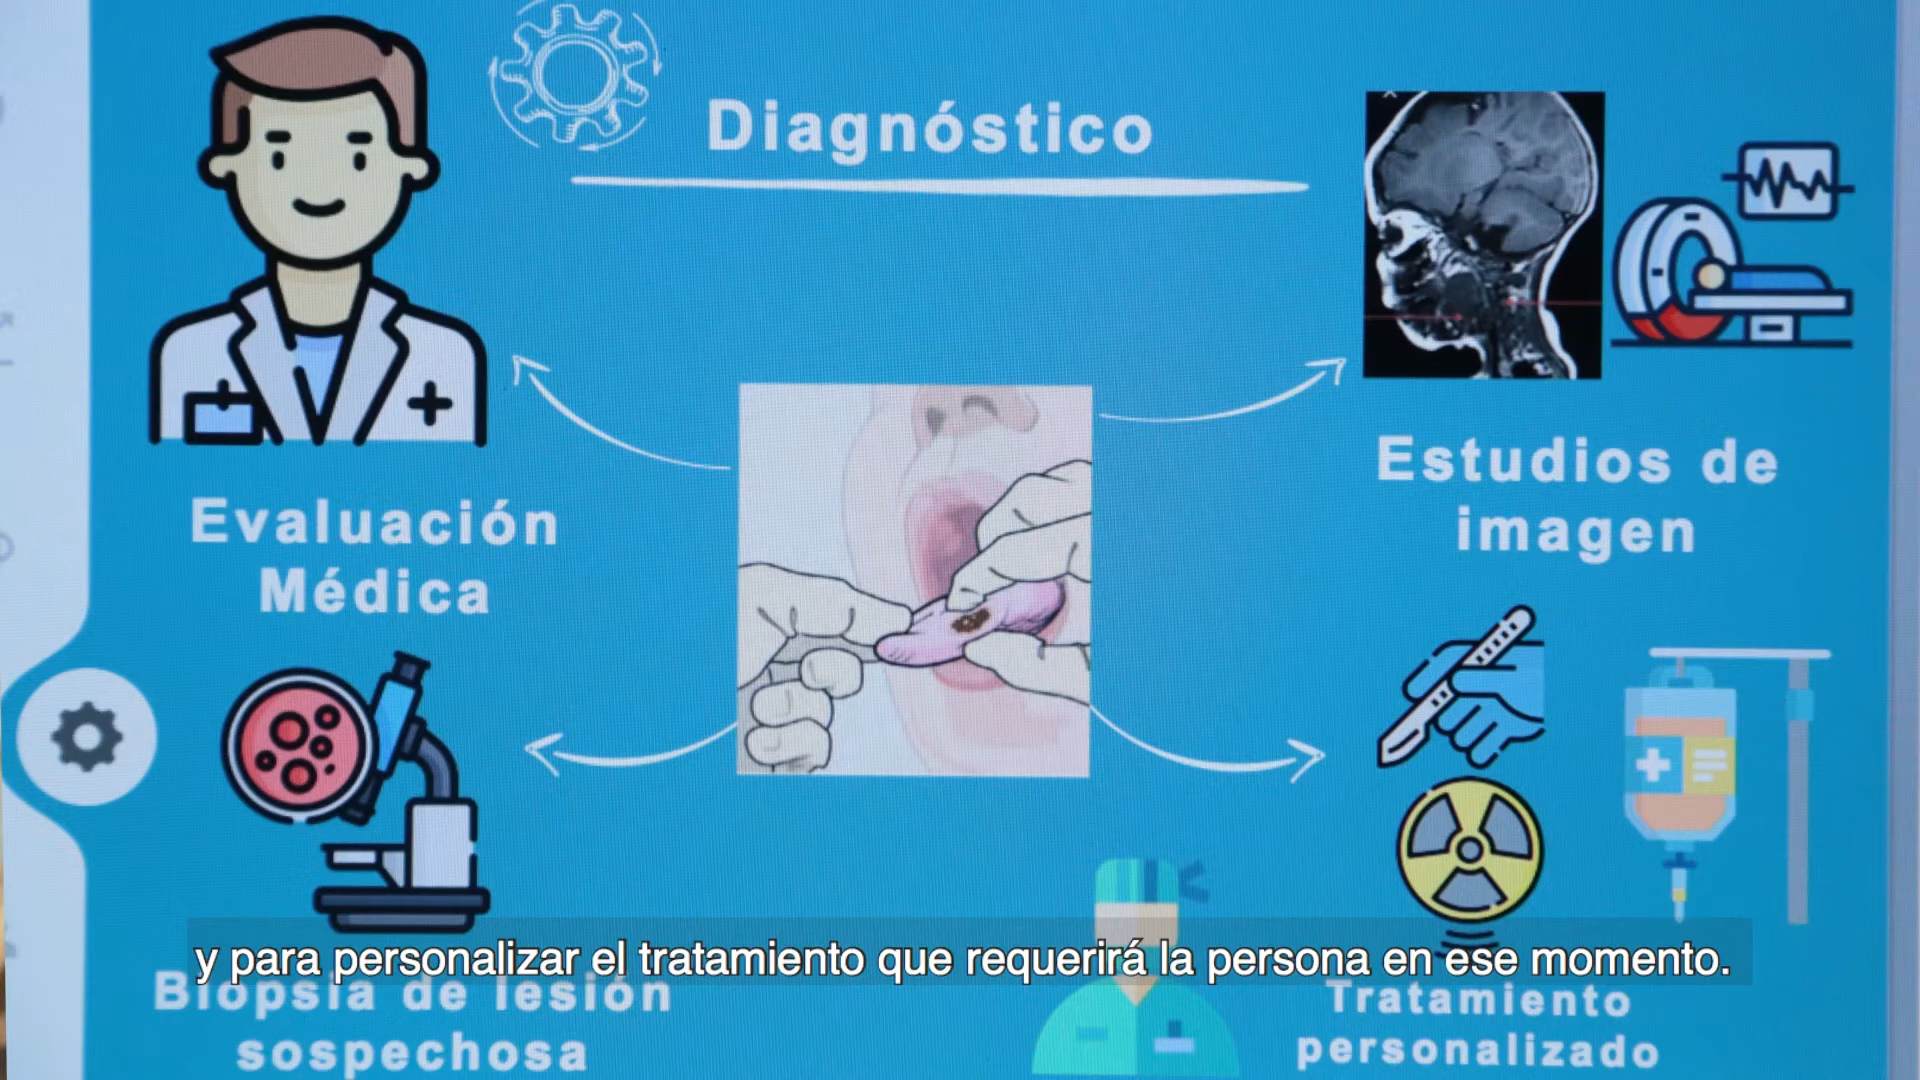 Diagnóstico
Evaluación
Médica
Estudios de
imagen
y para personalizar el tratamiento que requerirá la persona en ese momento.
Biopsia de lesión
sospechosa
Tratamiento
personalizado